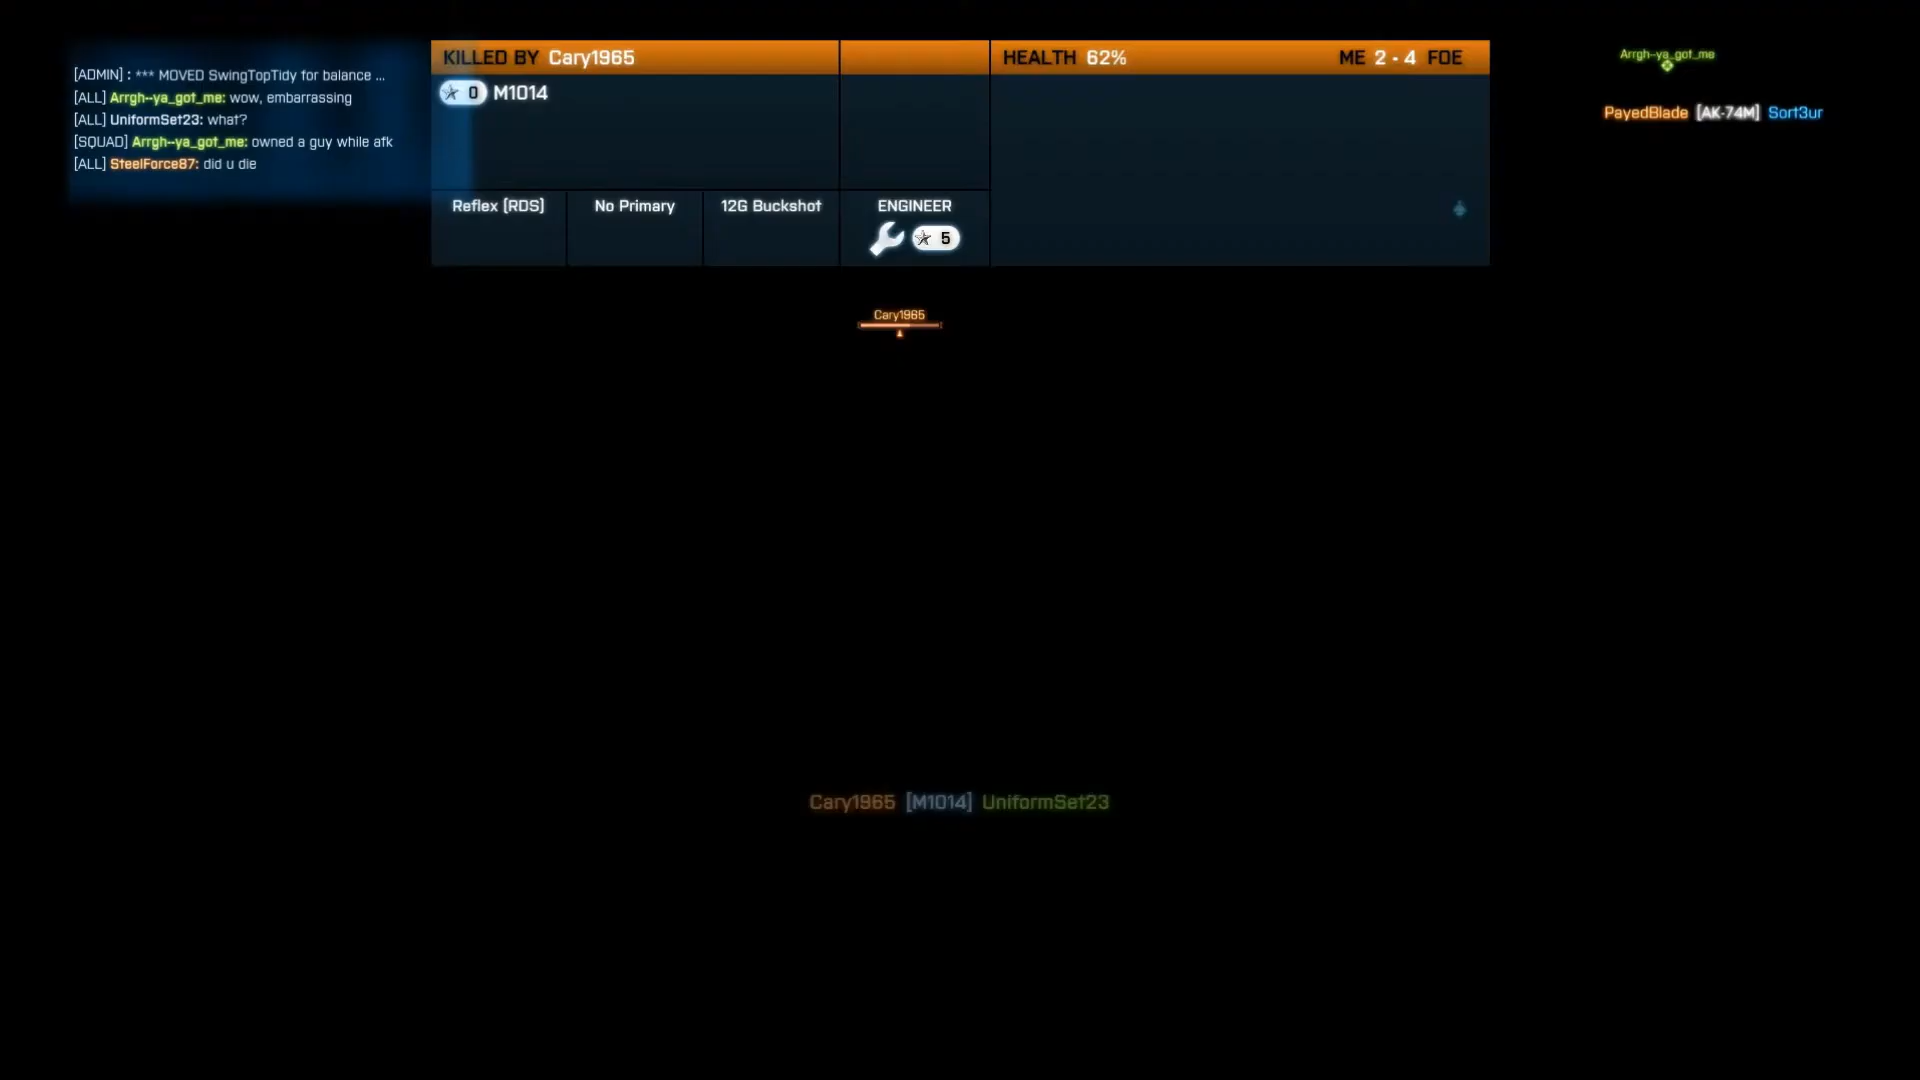 [ADMIN] : *** MOVED SwingTopTidy for balance ...
[ALL] Arrgh--ya_got_me: wow, embarrassing
[ALL] UniformSet23: what?
[SQUAD] Arrgh--ya_got_me: owned a guy while afk
[ALL] SteelForce87: did u die
KILLED BY Cary1965
HEALTH 62%
ME 2 - 4 FOE
0 M1014
Reflex [RDS]
No Primary
12G Buckshot
ENGINEER
5
Arrgh--ya_got_me
PayedBlade [AK-74M] Sort3ur
Cary1965
Cary1965 [M1014] UniformSet23